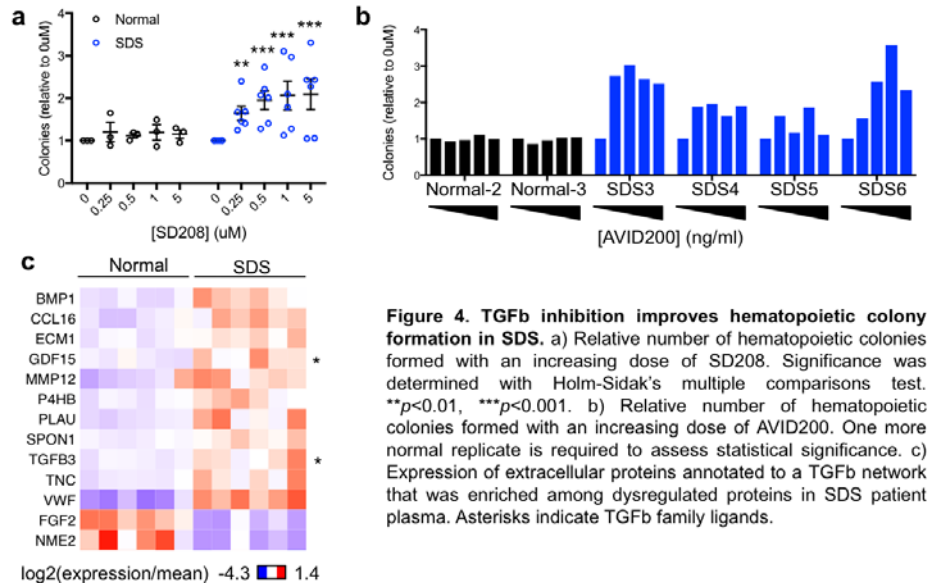 a
Normal
SDS
Colonies (relative to 0uM)
4
3
2
1
0
** *** *** ***
0 0.25 0.5 1 5 0 0.25 0.5 1 5
[SD208] (uM)
b
Colonies (relative to 0uM)
4
3
2
1
0
Normal-2 Normal-3 SDS3 SDS4 SDS5 SDS6
[AVID200] (ng/ml)
c
Normal SDS
BMP1
CCL16
ECM1
GDF15 *
MMP12
P4HB
PLAU
SPON1
TGFB3 *
TNC
VWF
FGF2
NME2
log2(expression/mean) -4.3 1.4
Figure 4. TGFb inhibition improves hematopoietic colony
formation in SDS. a) Relative number of hematopoietic colonies
formed with an increasing dose of SD208. Significance was
determined with Holm-Sidak's multiple comparisons test.
**p<0.01, ***p<0.001. b) Relative number of hematopoietic
colonies formed with an increasing dose of AVID200. One more
normal replicate is required to assess statistical significance. c)
Expression of extracellular proteins annotated to a TGFb network
that was enriched among dysregulated proteins in SDS patient
plasma. Asterisks indicate TGFb family ligands.